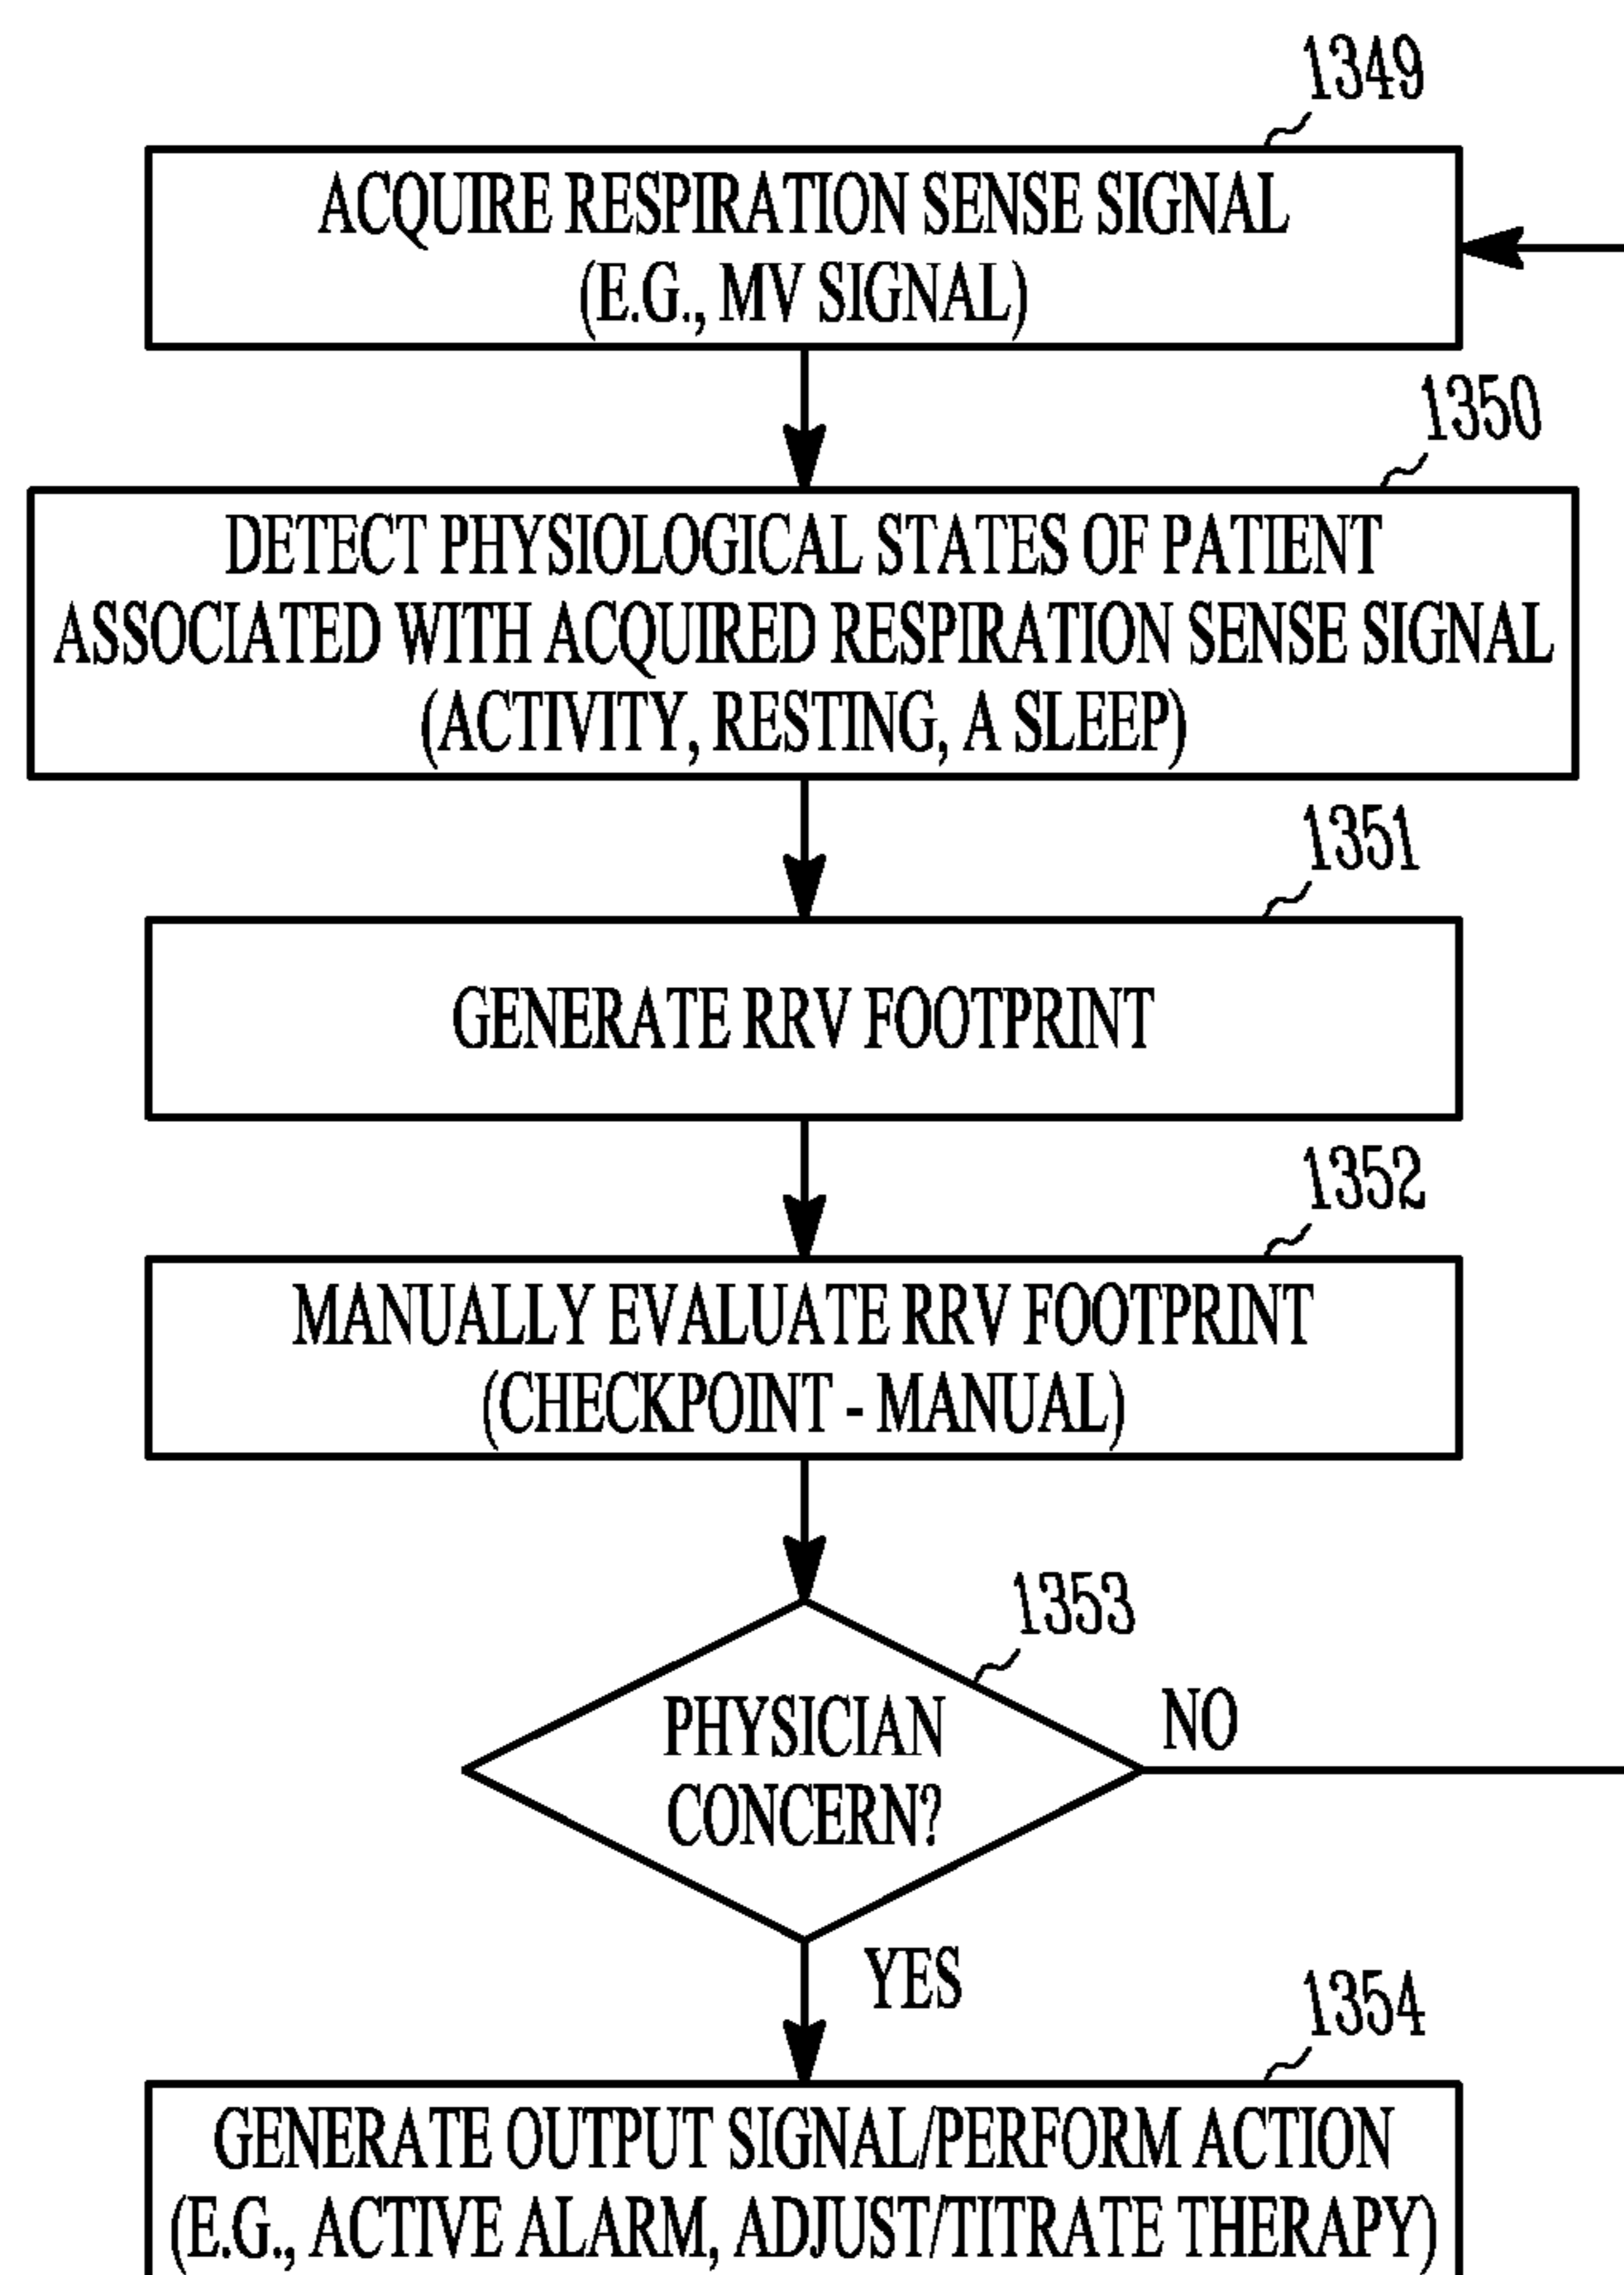 1349
ACQUIRE RESPIRATION SENSE SIGNAL
(E.G., MV SIGNAL)
1350
DETECT PHYSIOLOGICAL STATES OF PATIENT
ASSOCIATED WITH ACQUIRED RESPIRATION SENSE SIGNAL
(ACTIVITY, RESTING, A SLEEP)
1351
GENERATE RRV FOOTPRINT
1352
MANUALLY EVALUATE RRV FOOTPRINT
(CHECKPOINT - MANUAL)
1353
PHYSICIAN
CONCERN?
NO
YES
1354
GENERATE OUTPUT SIGNAL/PERFORM ACTION
(E.G., ACTIVE ALARM, ADJUST/TITRATE THERAPY)